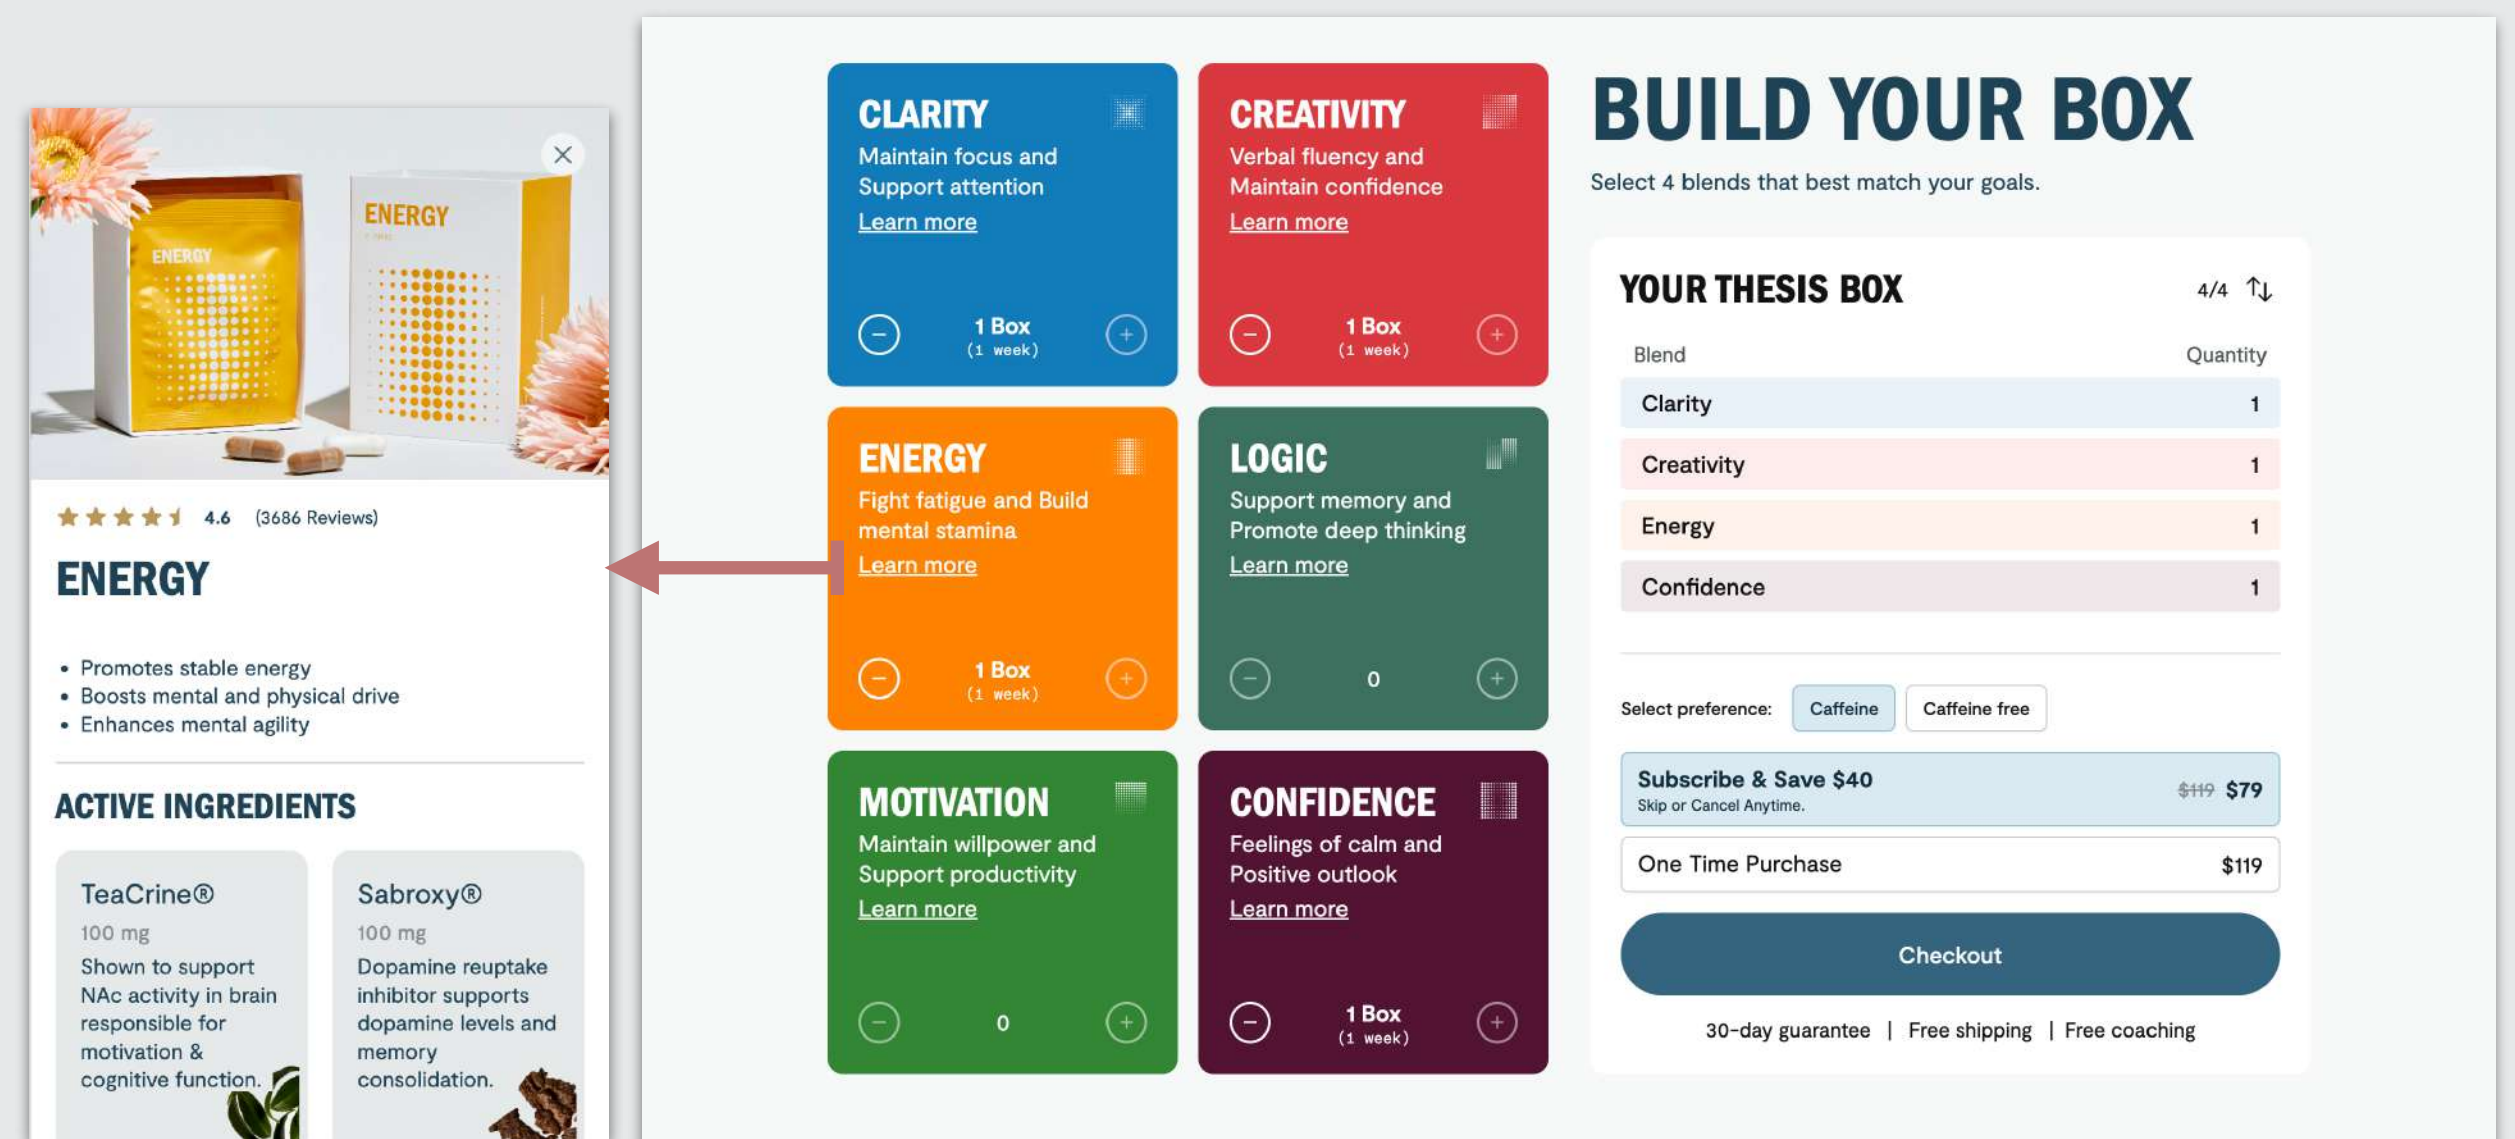 ENERGY
ENERGY
4.6 (3686 Reviews)
ENERGY
• Promotes stable energy
• Boosts mental and physical drive
• Enhances mental agility
ACTIVE INGREDIENTS
TeaCrine®
100 mg
Shown to support
NAc activity in brain
responsible for
motivation &
cognitive function.
Sabroxy®
100 mg
Dopamine reuptake
inhibitor supports
dopamine levels and
memory
consolidation.
CLARITY
Maintain focus and
Support attention
Learn more
− 1 Box +
(1 week)
CREATIVITY
Verbal fluency and
Maintain confidence
Learn more
− 1 Box +
(1 week)
ENERGY
Fight fatigue and Build
mental stamina
Learn more
− 1 Box +
(1 week)
LOGIC
Support memory and
Promote deep thinking
Learn more
− 0 +
MOTIVATION
Maintain willpower and
Support productivity
Learn more
− 0 +
CONFIDENCE
Feelings of calm and
Positive outlook
Learn more
− 1 Box +
(1 week)
BUILD YOUR BOX
Select 4 blends that best match your goals.
YOUR THESIS BOX 4/4
Blend Quantity
Clarity 1
Creativity 1
Energy 1
Confidence 1
Select preference: Caffeine Caffeine free
Subscribe & Save $40 $119 $79
Skip or Cancel Anytime.
One Time Purchase $119
Checkout
30-day guarantee | Free shipping | Free coaching